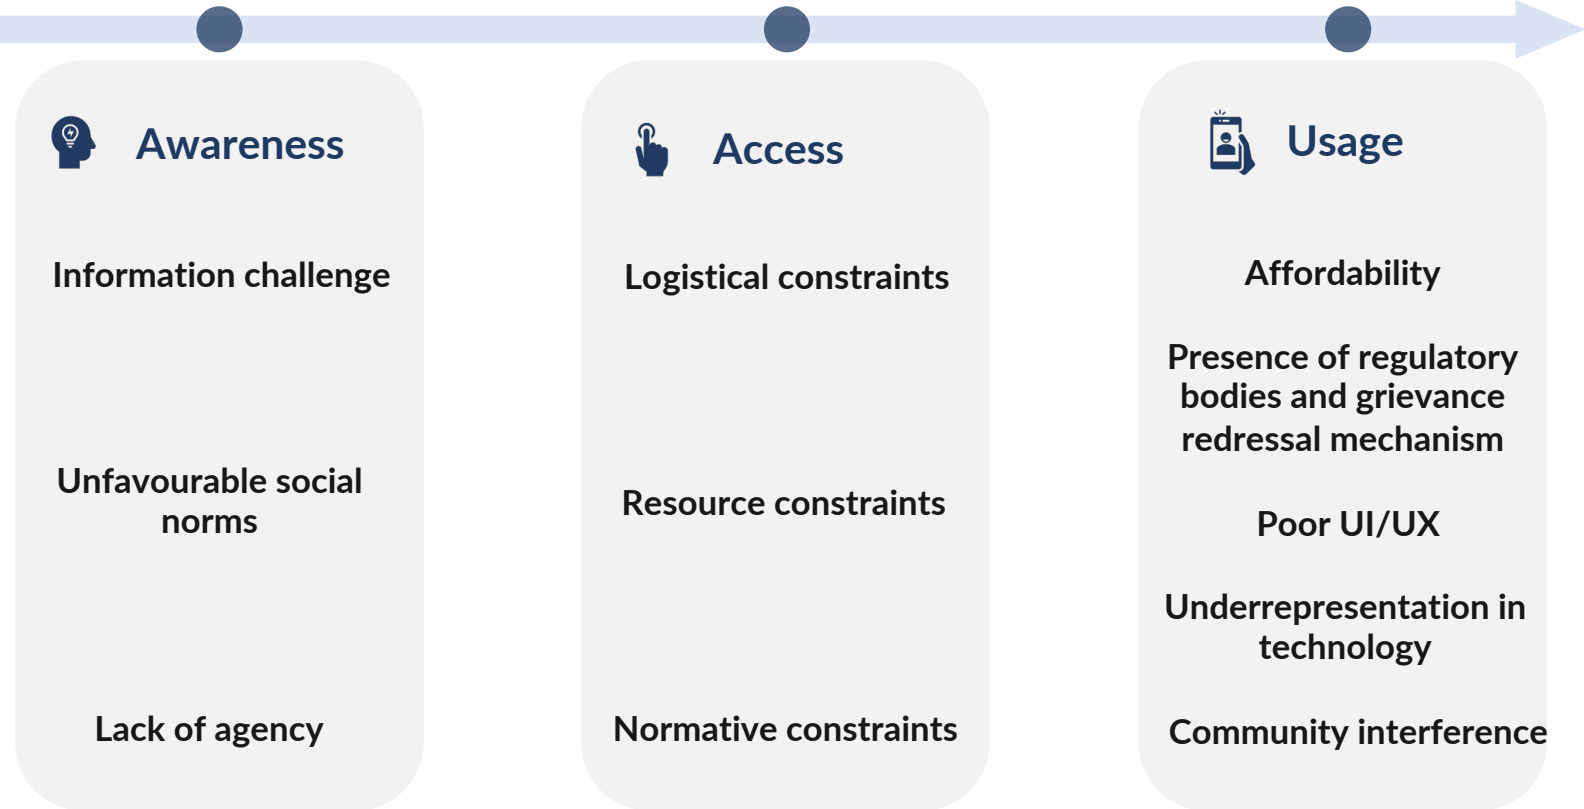 Awareness
Information challenge
Unfavourable social
norms
Lack of agency
Access
Logistical constraints
Resource constraints
Normative constraints
Usage
Affordability
Presence of regulatory
bodies and grievance
redressal mechanism
Poor UI/UX
Underrepresentation in
technology
Community interference